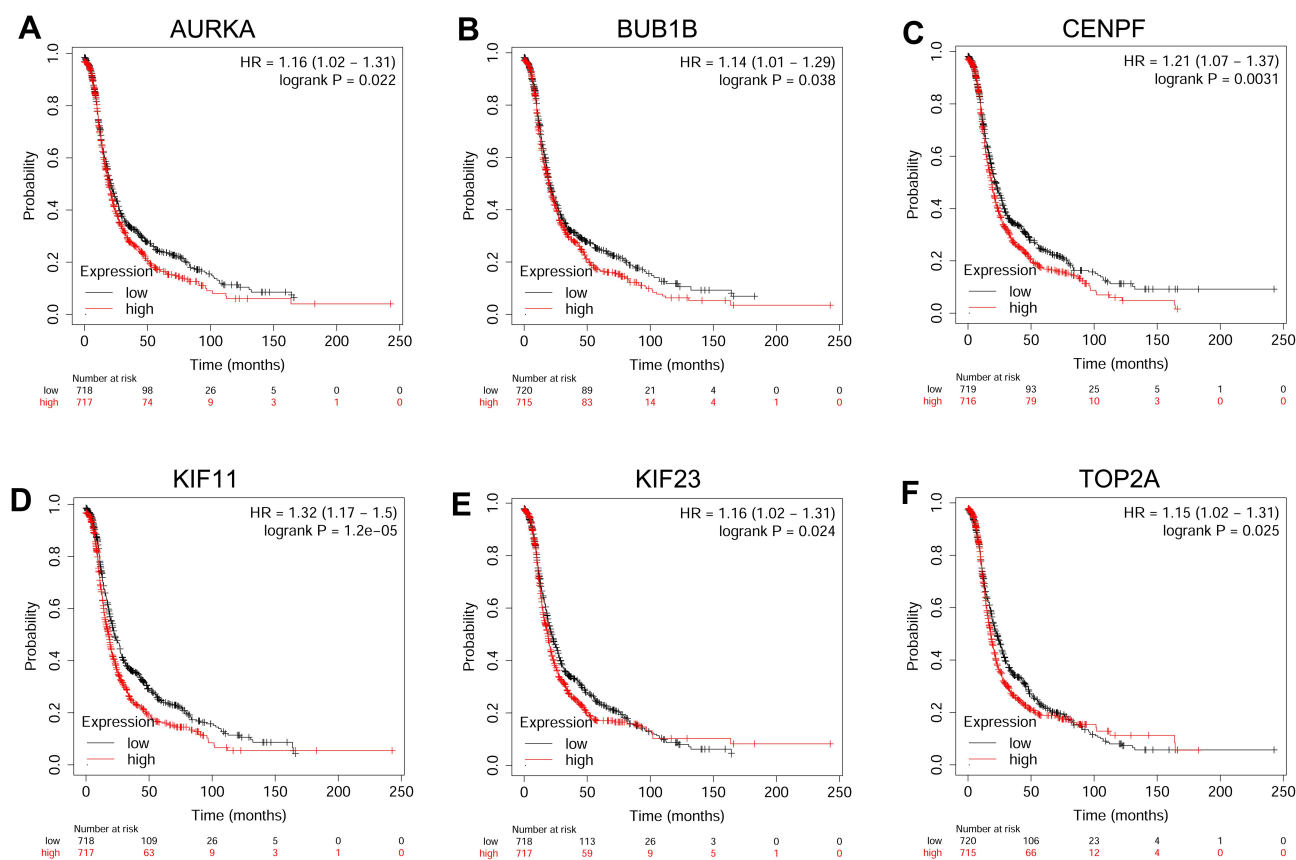 A
AURKA
HR = 1.16 (1.02 − 1.31)
logrank P = 0.022
Probability
1.0
0.8
0.6
0.4
0.2
0.0
Expression
low
high
0 50 100 150 200 250
Time (months)
Number at risk
low 718 98 26 5 0 0
high 717 74 9 3 1 0
B
BUB1B
HR = 1.14 (1.01 − 1.29)
logrank P = 0.038
Probability
1.0
0.8
0.6
0.4
0.2
0.0
Expression
low
high
0 50 100 150 200 250
Time (months)
Number at risk
low 720 89 21 4 0 0
high 715 83 14 4 1 0
C
CENPF
HR = 1.21 (1.07 − 1.37)
logrank P = 0.0031
Probability
1.0
0.8
0.6
0.4
0.2
0.0
Expression
low
high
0 50 100 150 200 250
Time (months)
Number at risk
low 719 93 25 5 1 0
high 716 79 10 3 0 0
D
KIF11
HR = 1.32 (1.17 − 1.5)
logrank P = 1.2e−05
Probability
1.0
0.8
0.6
0.4
0.2
0.0
Expression
low
high
0 50 100 150 200 250
Time (months)
Number at risk
low 718 109 26 5 0 0
high 717 63 9 3 1 0
E
KIF23
HR = 1.16 (1.02 − 1.31)
logrank P = 0.024
Probability
1.0
0.8
0.6
0.4
0.2
0.0
Expression
low
high
0 50 100 150 200 250
Time (months)
Number at risk
low 718 113 26 3 0 0
high 717 59 9 5 1 0
F
TOP2A
HR = 1.15 (1.02 − 1.31)
logrank P = 0.025
Probability
1.0
0.8
0.6
0.4
0.2
0.0
Expression
low
high
0 50 100 150 200 250
Time (months)
Number at risk
low 720 106 23 4 1 0
high 715 66 12 4 0 0